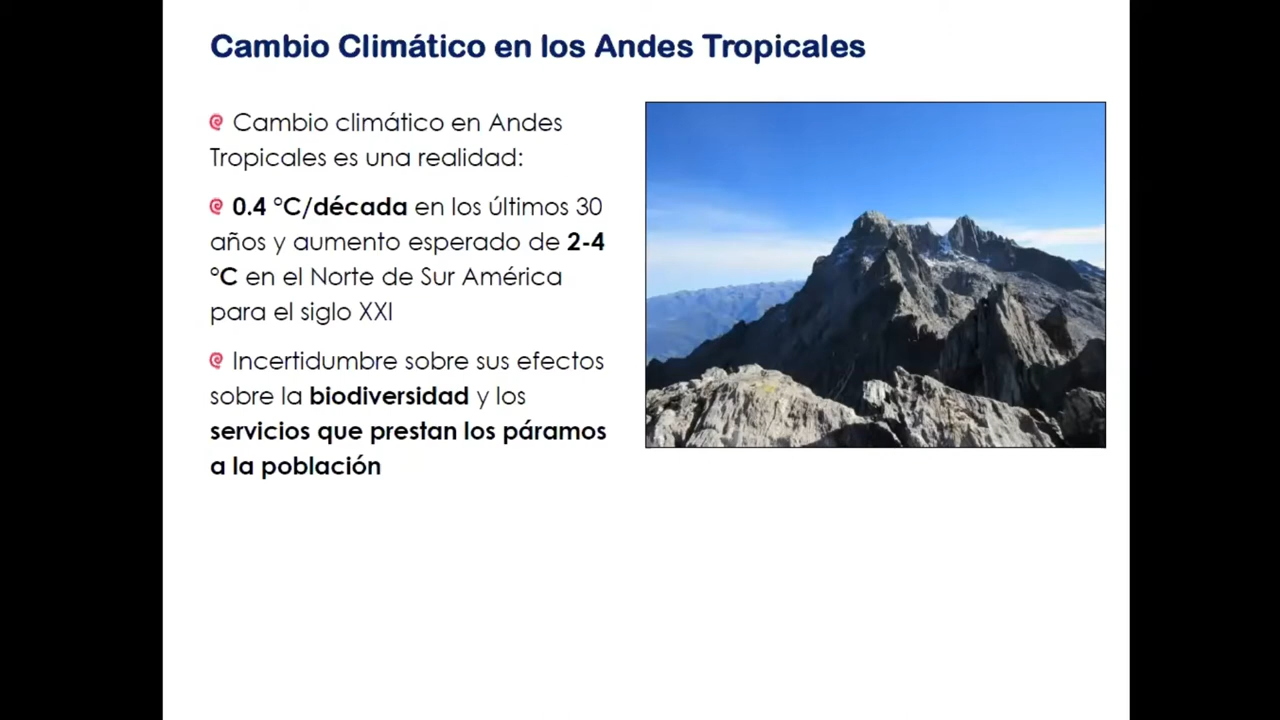 Cambio Climático en los Andes Tropicales
Cambio climático en Andes
Tropicales es una realidad:
0.4 °C/década en los últimos 30
años y aumento esperado de 2-4
°C en el Norte de Sur América
para el siglo XXI
Incertidumbre sobre sus efectos
sobre la biodiversidad y los
servicios que prestan los páramos
a la población